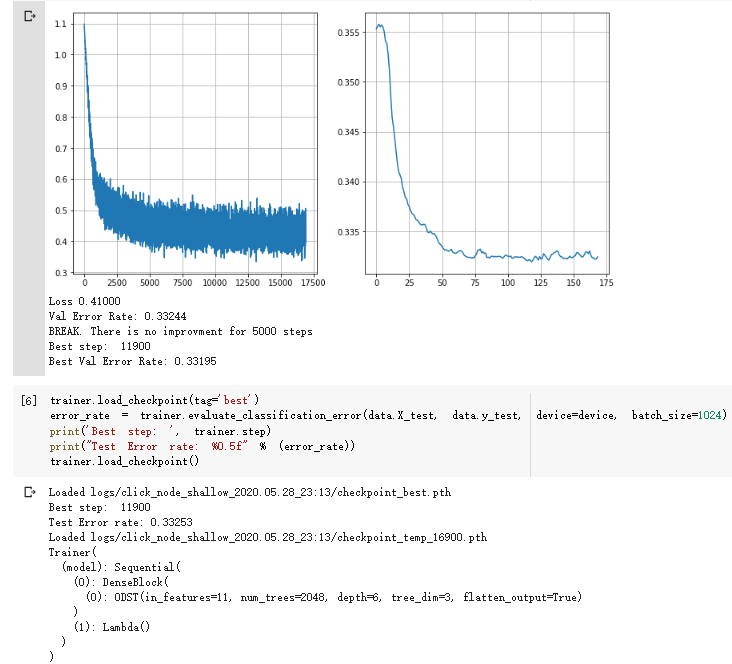 1.1
1.0
0.9
0.8
0.7
0.6
0.5
0.4
0.3
0 2500 5000 7500 10000 12500 15000 17500
0.355
0.350
0.345
0.340
0.335
0 25 50 75 100 125 150 175
Loss 0.41000
Val Error Rate: 0.33244
BREAK. There is no improvment for 5000 steps
Best step: 11900
Best Val Error Rate: 0.33195
[6] trainer.load_checkpoint(tag='best')
error_rate = trainer.evaluate_classification_error(data.X_test, data.y_test, device=device, batch_size=1024)
print('Best step: ', trainer.step)
print("Test Error rate: %0.5f" % (error_rate))
trainer.load_checkpoint()
Loaded logs/click_node_shallow_2020.05.28_23:13/checkpoint_best.pth
Best step: 11900
Test Error rate: 0.33253
Loaded logs/click_node_shallow_2020.05.28_23:13/checkpoint_temp_16900.pth
Trainer(
(model): Sequential(
(0): DenseBlock(
(0): ODST(in_features=11, num_trees=2048, depth=6, tree_dim=3, flatten_output=True)
)
(1): Lambda()
)
)